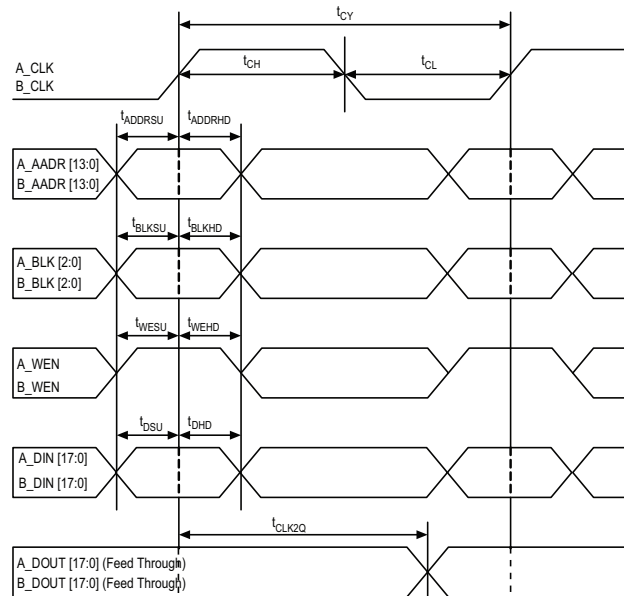 tCY
A_CLK
B_CLK
tCH
tCL
tADDRSU
tADDRHD
A_AADR [13:0]
B_AADR [13:0]
tBLKSU
tBLKHD
A_BLK [2:0]
B_BLK [2:0]
tWESU
tWEHD
A_WEN
B_WEN
tDSU
tDHD
A_DIN [17:0]
B_DIN [17:0]
tCLK2Q
A_DOUT [17:0] (Feed Through)
B_DOUT [17:0] (Feed Through)